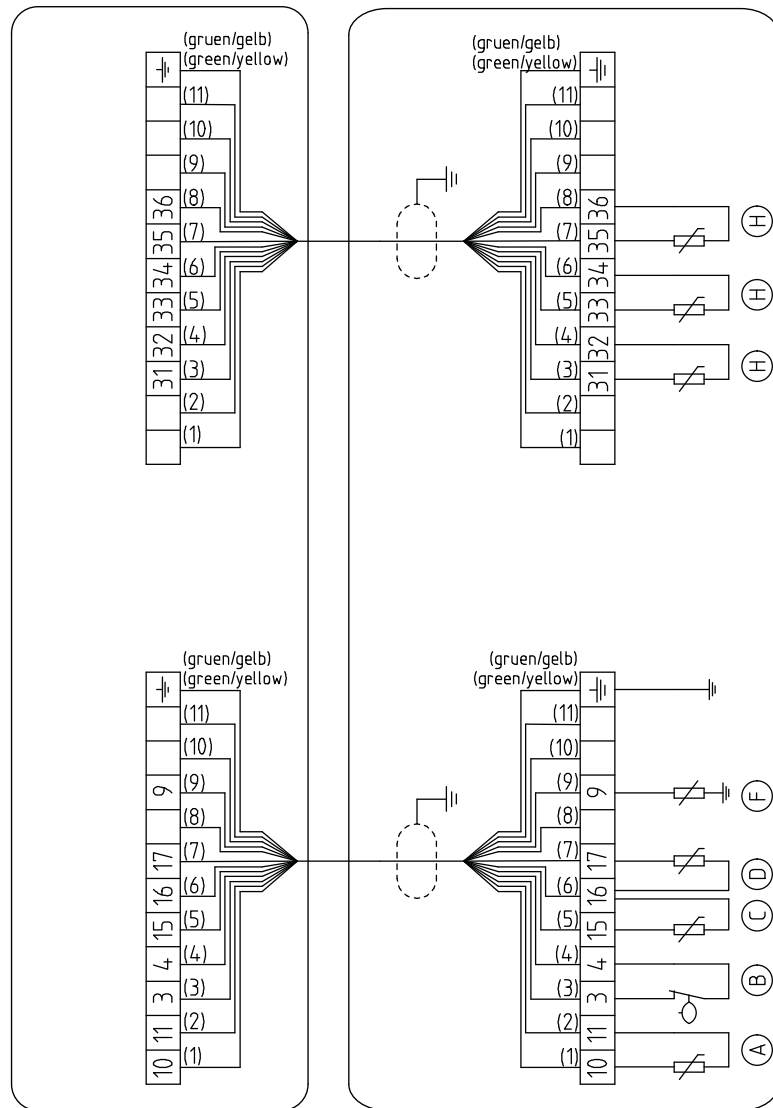 (gruen/gelb)
(green/yellow)
(11)
(10)
(9)
36 (8)
35 (7)
34 (6)
33 (5)
32 (4)
31 (3)
(2)
(1)
(gruen/gelb)
(green/yellow)
(11)
(10)
(9)
(8) 36 H
(7) 35
(6) 34 H
(5) 33
(4) 32 H
(3) 31
(2)
(1)
(gruen/gelb)
(green/yellow)
(11)
(10)
9 (9)
(8)
17 (7)
16 (6)
15 (5)
4 (4)
3 (3)
11 (2)
10 (1)
(gruen/gelb)
(green/yellow)
(11)
(10)
(9) 9 F
(8)
(7) 17 D
(6) 16 C
(5) 15
(4) 4 B
(3) 3
(2) 11 A
(1) 10